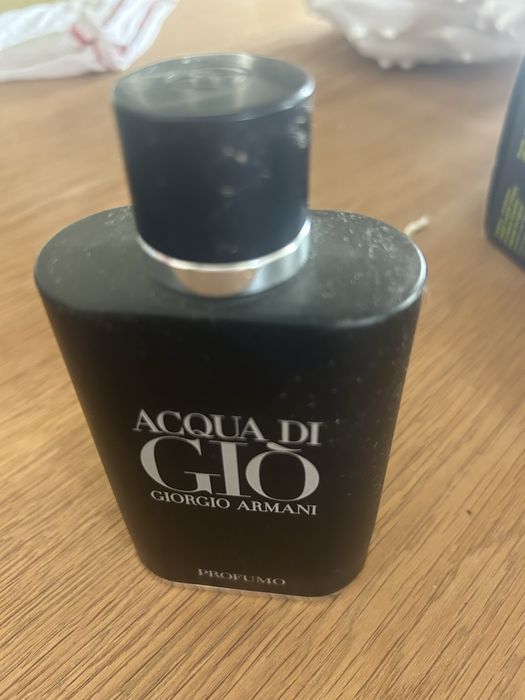 ACQUA DI
GIÒ
GIORGIO ARMANI
PROFUMO